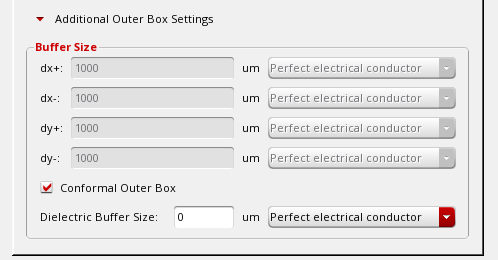 Additional Outer Box Settings
Buffer Size
dx+: 1000 um Perfect electrical conductor
dx-: 1000 um Perfect electrical conductor
dy+: 1000 um Perfect electrical conductor
dy-: 1000 um Perfect electrical conductor
Conformal Outer Box
Dielectric Buffer Size: 0 um Perfect electrical conductor